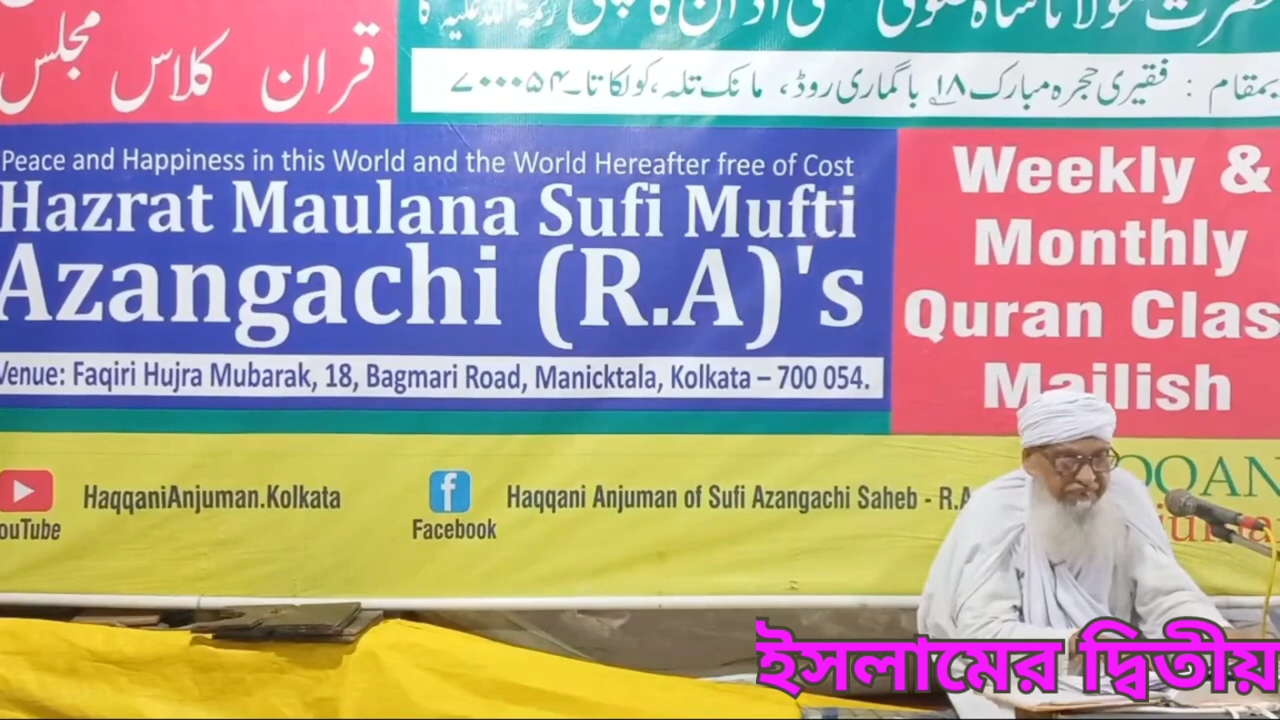 قران کلاس مجلس
بمقام : فقیری حجرہ مبارک ۱۸ باگماری روڈ، مانک تلہ، کولکاتا۔۷۰۰۰۵۴
Peace and Happiness in this World and the World Hereafter free of Cost
Hazrat Maulana Sufi Mufti
Azangachi (R.A)'s
Venue: Faqiri Hujra Mubarak, 18, Bagmari Road, Manicktala, Kolkata – 700 054.
Weekly &
Monthly
Quran Clas
Majlish
HaqqaniAnjuman.Kolkata
ouTube
Facebook
Haqqani Anjuman of Sufi Azangachi Saheb - R.A
QQAN
ইসলামের দ্বিতীয়